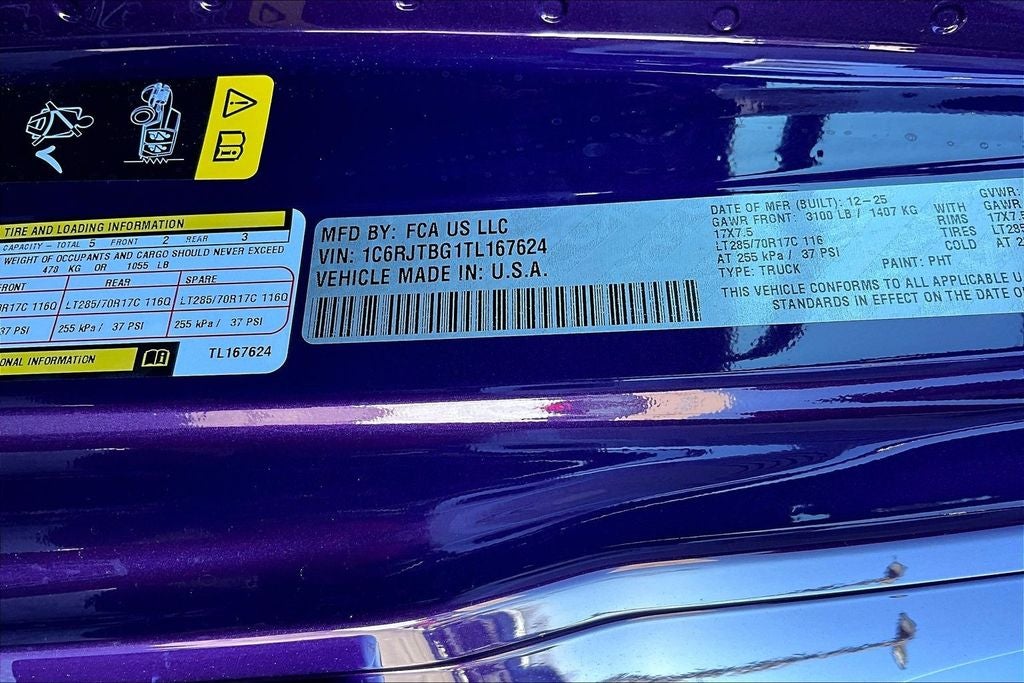 TIRE AND LOADING INFORMATION
CAPACITY - TOTAL 5 FRONT 2 REAR 3
WEIGHT OF OCCUPANTS AND CARGO SHOULD NEVER EXCEED
478 KG OR 1055 LB
FRONT REAR SPARE
R17C 116Q LT285/70R17C 116Q LT285/70R17C 116Q
37 PSI 255 kPa / 37 PSI 255 kPa / 37 PSI
ONAL INFORMATION
TL167624
MFD BY: FCA US LLC
VIN: 1C6RJTBG1TL167624
VEHICLE MADE IN: U.S.A.
DATE OF MFR (BUILT): 12-25 GVWR:
GAWR FRONT: 3100 LB / 1407 KG WITH GAWR
17X7.5 RIMS 17X7.5
LT285/70R17C 116 TIRES LT285
AT 255 kPa / 37 PSI COLD AT 2
TYPE: TRUCK PAINT: PHT
THIS VEHICLE CONFORMS TO ALL APPLICABLE U
STANDARDS IN EFFECT ON THE DATE O